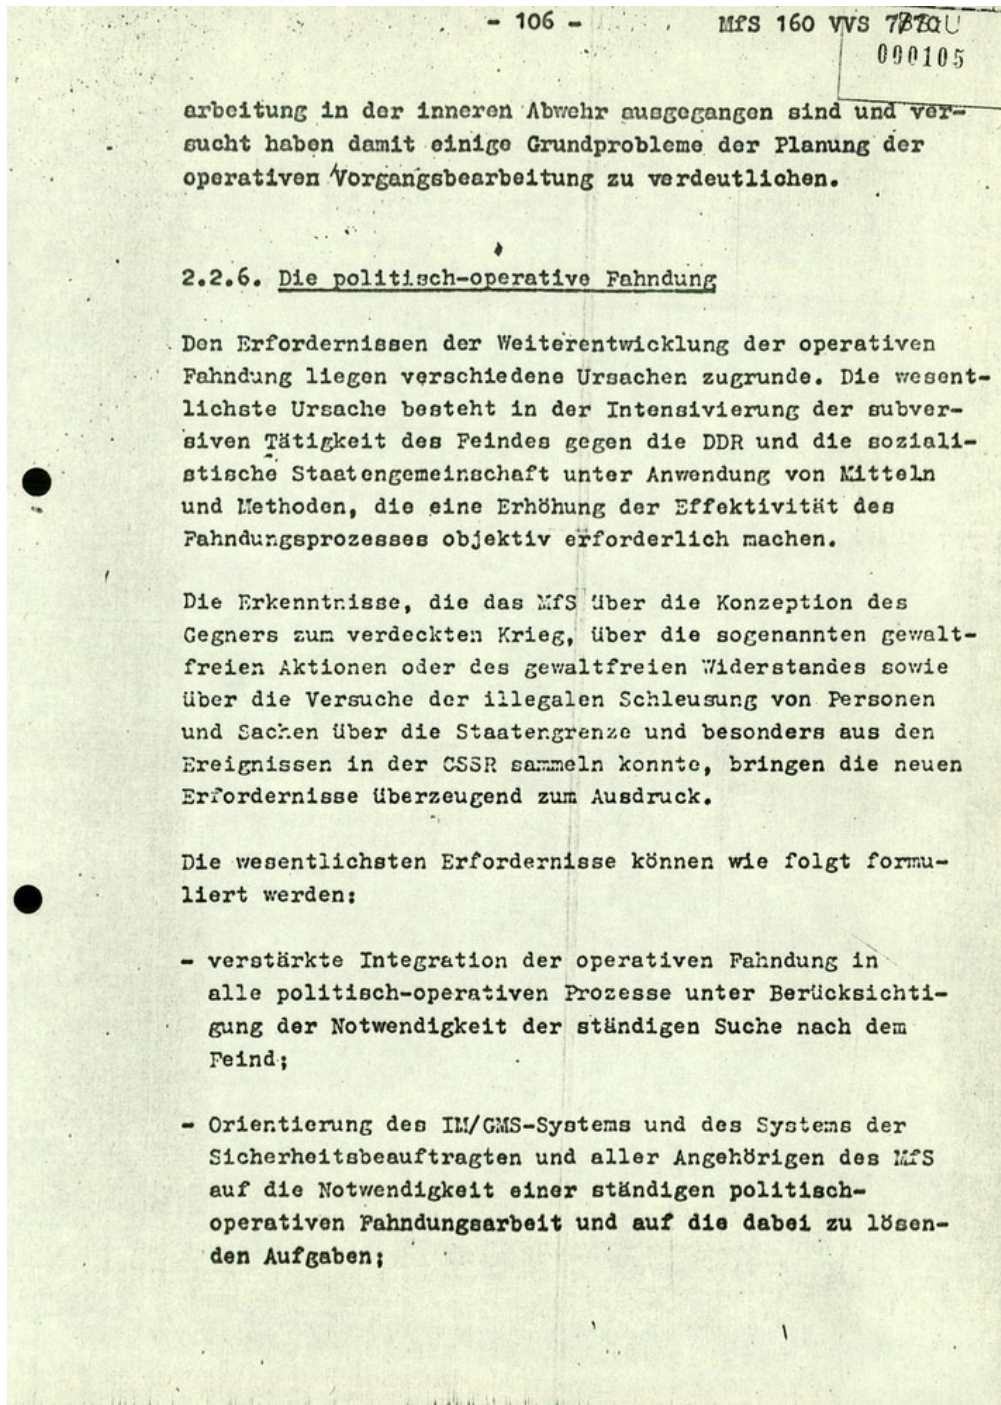 - 106 -
MfS 160 VVS
000105
arbeitung in der inneren Abwehr ausgegangen sind und ver-
sucht haben damit einige Grundprobleme der Planung der
operativen Vorgangsbearbeitung zu verdeutlichen.
2.2.6. Die politisch-operative Fahndung
Den Erfordernissen der Weiterentwicklung der operativen
Fahndung liegen verschiedene Ursachen zugrunde. Die wesent-
lichste Ursache besteht in der Intensivierung der subver-
siven Tätigkeit des Feindes gegen die DDR und die soziali-
stische Staatengemeinschaft unter Anwendung von Mitteln
und Methoden, die eine Erhöhung der Effektivität des
Fahndungsprozesses objektiv erforderlich machen.
Die Erkenntnisse, die das MfS über die Konzeption des
Gegners zum verdeckten Krieg, über die sogenannten gewalt-
freien Aktionen oder des gewaltfreien Widerstandes sowie
über die Versuche der illegalen Schleusung von Personen
und Sachen über die Staatengrenze und besonders aus den
Ereignissen in der CSSR sammeln konnte, bringen die neuen
Erfordernisse überzeugend zum Ausdruck.
Die wesentlichsten Erfordernisse können wie folgt formu-
liert werden:
- verstärkte Integration der operativen Fahndung in
alle politisch-operativen Prozesse unter Berücksichti-
gung der Notwendigkeit der ständigen Suche nach dem
Feind;
- Orientierung des IM/GMS-Systems und des Systems der
Sicherheitsbeauftragten und aller Angehörigen des MfS
auf die Notwendigkeit einer ständigen politisch-
operativen Fahndungsarbeit und auf die dabei zu lösen-
den Aufgaben;